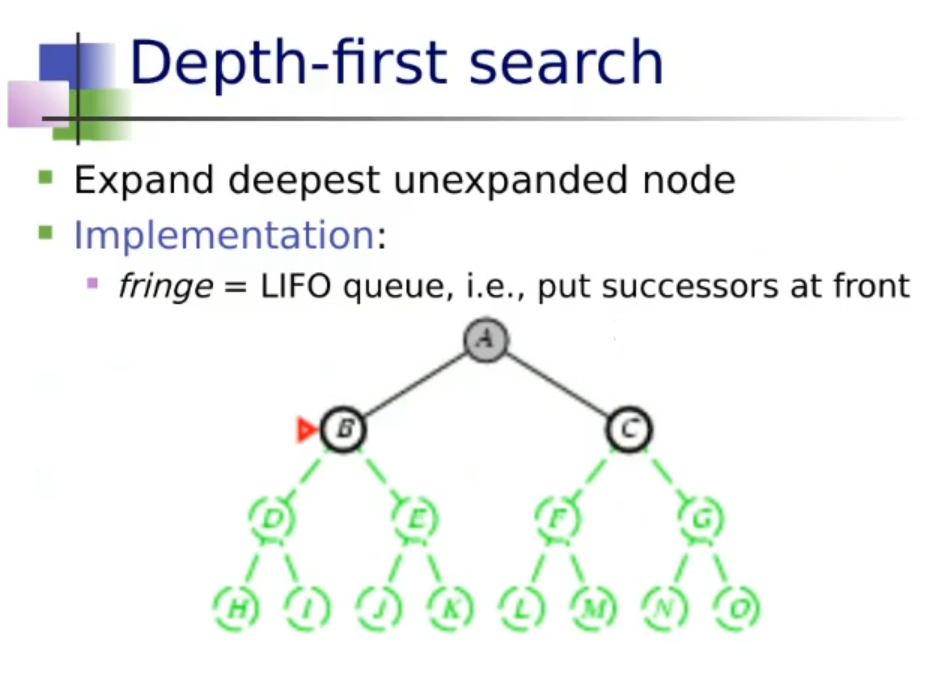 Depth-first search
Expand deepest unexpanded node
Implementation:
fringe = LIFO queue, i.e., put successors at front
A
B C
D E F G
H I J K L M N O